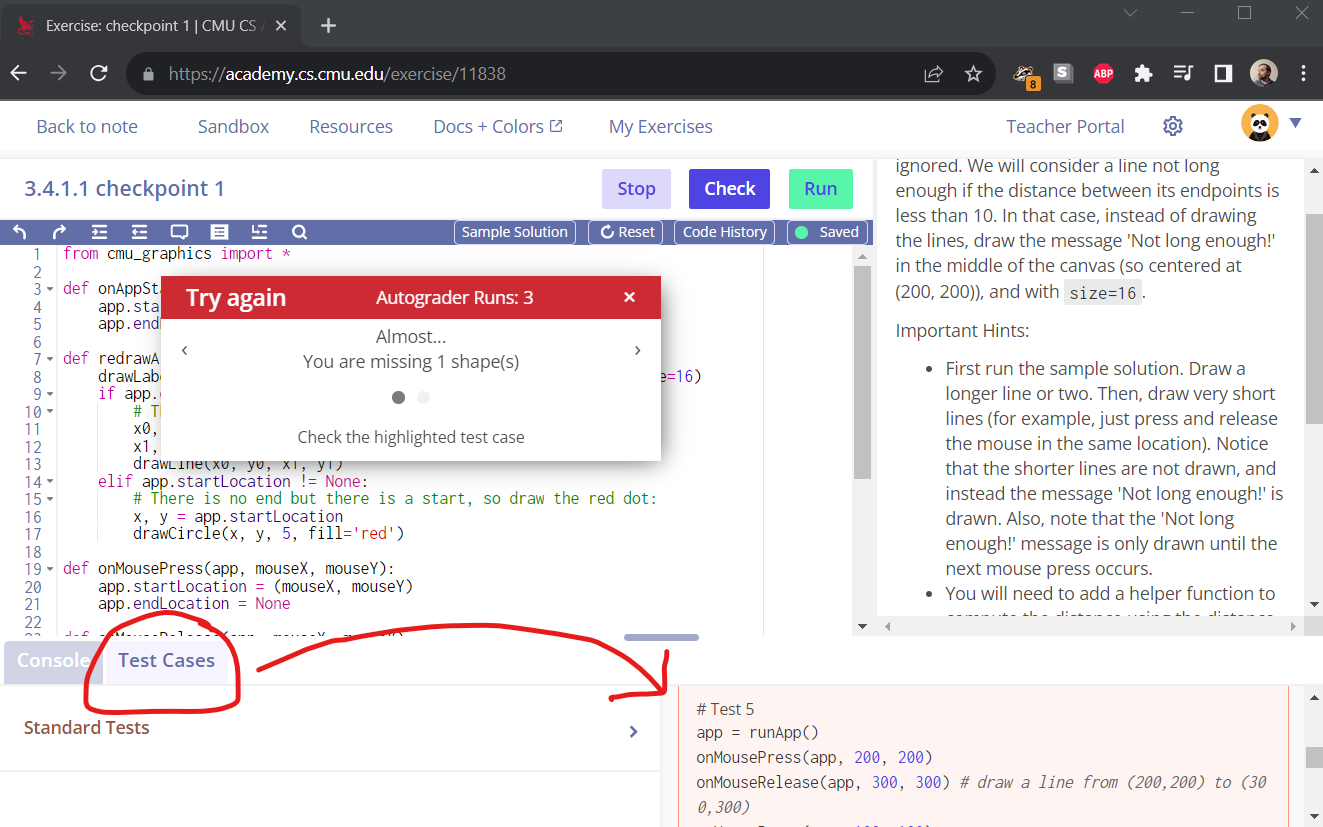 Exercise: checkpoint 1 | CMU CS
https://academy.cs.cmu.edu/exercise/11838
8
S
ABP
Back to note
Sandbox
Resources
Docs + Colors
My Exercises
Teacher Portal
3.4.1.1 checkpoint 1
Stop
Check
Run
Sample Solution
Reset
Code History
Saved
1 from cmu_graphics import *
2
3 def onAppSt
4 app.sta
5 app.end
6
7 def redrawA
8 drawLab e=16)
9 if app.
10 # T
11 x0,
12 x1,
13 drawLine(x0, y0, x1, y1)
14 elif app.startLocation != None:
15 # There is no end but there is a start, so draw the red dot:
16 x, y = app.startLocation
17 drawCircle(x, y, 5, fill='red')
18
19 def onMousePress(app, mouseX, mouseY):
20 app.startLocation = (mouseX, mouseY)
21 app.endLocation = None
22
Try again
Autograder Runs: 3
Almost...
You are missing 1 shape(s)
Check the highlighted test case
ignored. We will consider a line not long
enough if the distance between its endpoints is
less than 10. In that case, instead of drawing
the lines, draw the message 'Not long enough!'
in the middle of the canvas (so centered at
(200, 200)), and with size=16.
Important Hints:
• First run the sample solution. Draw a
longer line or two. Then, draw very short
lines (for example, just press and release
the mouse in the same location). Notice
that the shorter lines are not drawn, and
instead the message 'Not long enough!' is
drawn. Also, note that the 'Not long
enough!' message is only drawn until the
next mouse press occurs.
• You will need to add a helper function to
compute the distance using the distance
Console
Test Cases
Standard Tests
# Test 5
app = runApp()
onMousePress(app, 200, 200)
onMouseRelease(app, 300, 300) # draw a line from (200,200) to (30
0,300)